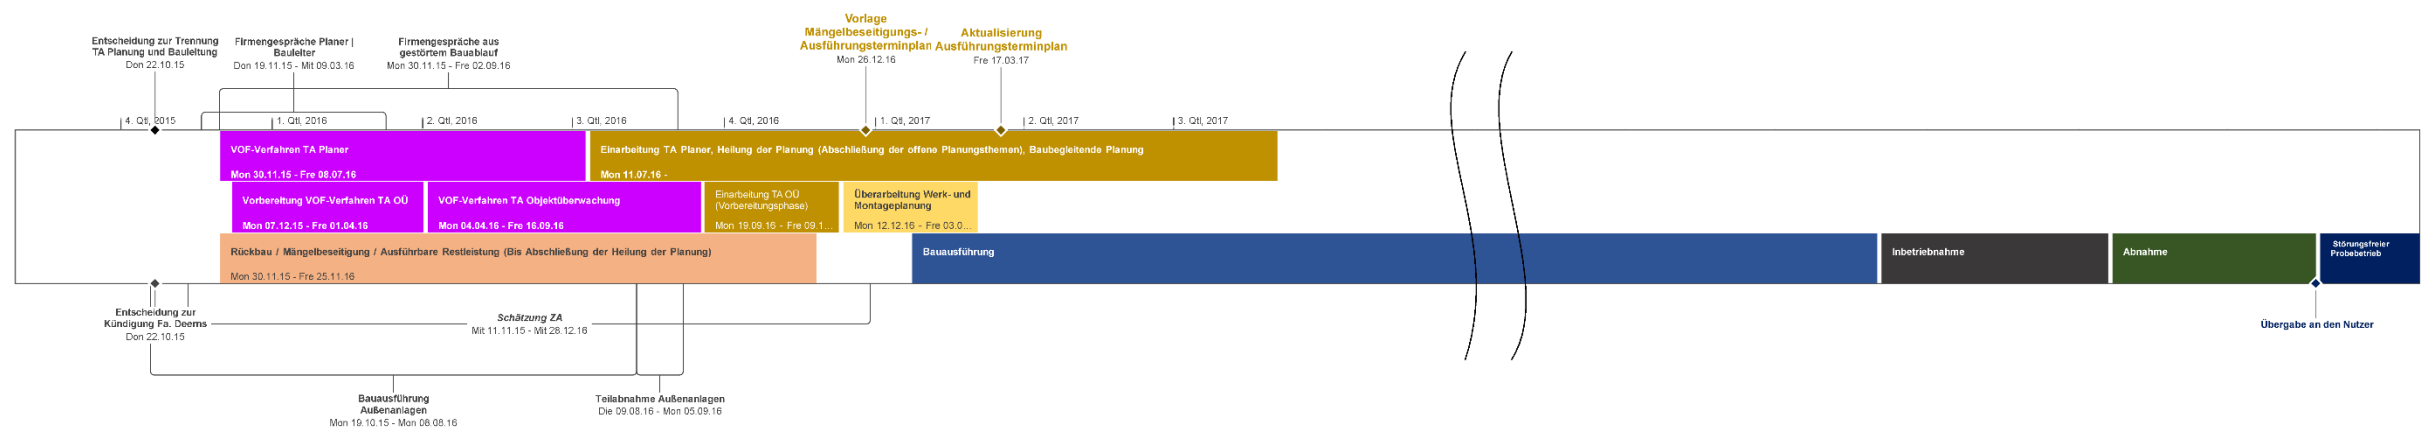 Vorlage
Mängelbeseitigungs- /
Ausführungsterminplan
Mon 26.12.16
Aktualisierung
Ausführungsterminplan
Fre 17.03.17
Entscheidung zur Trennung
TA Planung und Bauleitung
Don 22.10.15
Firmengespräche Planer |
Bauleiter
Don 19.11.15 - Mit 09.03.16
Firmengespräche aus
gestörtem Bauablauf
Mon 30.11.15 - Fre 02.09.16
4. Qtl, 2015
1. Qtl, 2016
2. Qtl, 2016
3. Qtl, 2016
4. Qtl, 2016
1. Qtl, 2017
2. Qtl, 2017
3. Qtl, 2017
VOF-Verfahren TA Planer
Mon 30.11.15 - Fre 08.07.16
Einarbeitung TA Planer, Heilung der Planung (Abschließung der offene Planungsthemen), Baubegleitende Planung
Mon 11.07.16 -
Vorbereitung VOF-Verfahren TA OÜ
Mon 07.12.15 - Fre 01.04.16
VOF-Verfahren TA Objektüberwachung
Mon 04.04.16 - Fre 16.09.16
Einarbeitung TA OÜ
(Vorbereitungsphase)
Mon 19.09.16 - Fre 09.1...
Überarbeitung Werk- und
Montageplanung
Mon 12.12.16 - Fre 03.0...
Rückbau / Mängelbeseitigung / Ausführbare Restleistung (Bis Abschließung der Heilung der Planung)
Mon 30.11.15 - Fre 25.11.16
Bauausführung
Inbetriebnahme
Abnahme
Störungsfreier
Probebetrieb
Entscheidung zur
Kündigung Fa. Deerns
Don 22.10.15
Schätzung ZA
Mit 11.11.15 - Mit 28.12.16
Übergabe an den Nutzer
Bauausführung
Außenanlagen
Mon 19.10.15 - Mon 08.08.16
Teilabnahme Außenanlagen
Die 09.08.16 - Mon 05.09.16